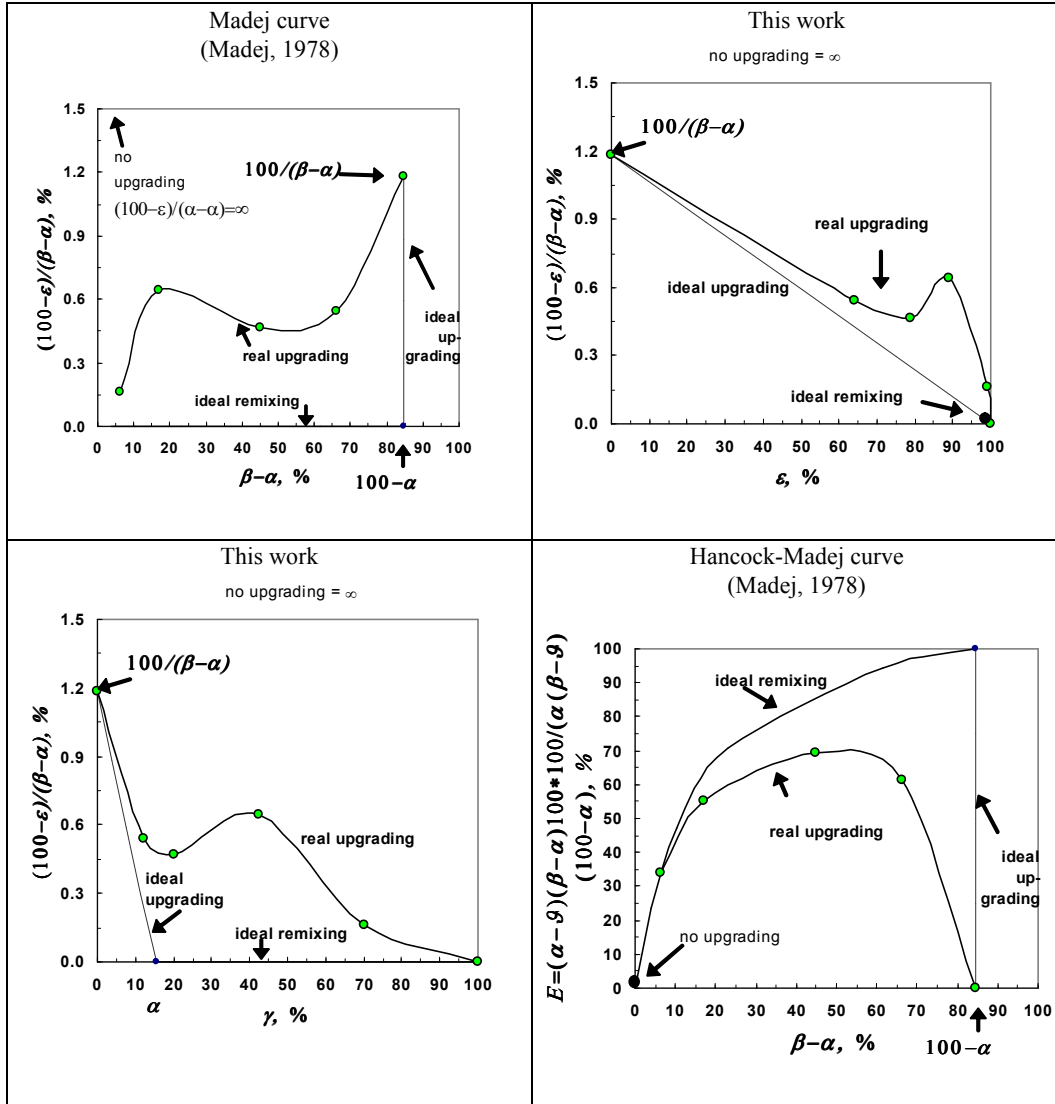 Madej curve
(Madej, 1978)
1.5
1.2
0.9
0.6
0.3
0.0
(100−ε)/(β−α), %
no
upgrading
(100−ε)/(α−α)=∞
100/(β−α)
real upgrading
ideal
up-
grading
ideal remixing
0 10 20 30 40 50 60 70 80 90 100
β−α, %
100−α
This work
no upgrading = ∞
1.5
1.2
0.9
0.6
0.3
0.0
(100−ε)/(β−α), %
100/(β−α)
real upgrading
ideal upgrading
ideal remixing
0 10 20 30 40 50 60 70 80 90 100
ε, %
This work
no upgrading = ∞
1.5
1.2
0.9
0.6
0.3
0.0
(100−ε)/(β−α), %
100/(β−α)
real upgrading
ideal
upgrading
ideal remixing
0 10 20 30 40 50 60 70 80 90 100
α
γ, %
Hancock-Madej curve
(Madej, 1978)
100
90
80
70
60
50
40
30
20
10
0
E=(α−ϑ)(β−α)100*100/(α(β−ϑ)
(100−α), %
ideal remixing
real upgrading
ideal
up-
grading
no upgrading
0 10 20 30 40 50 60 70 80 90 100
β−α, %
100−α